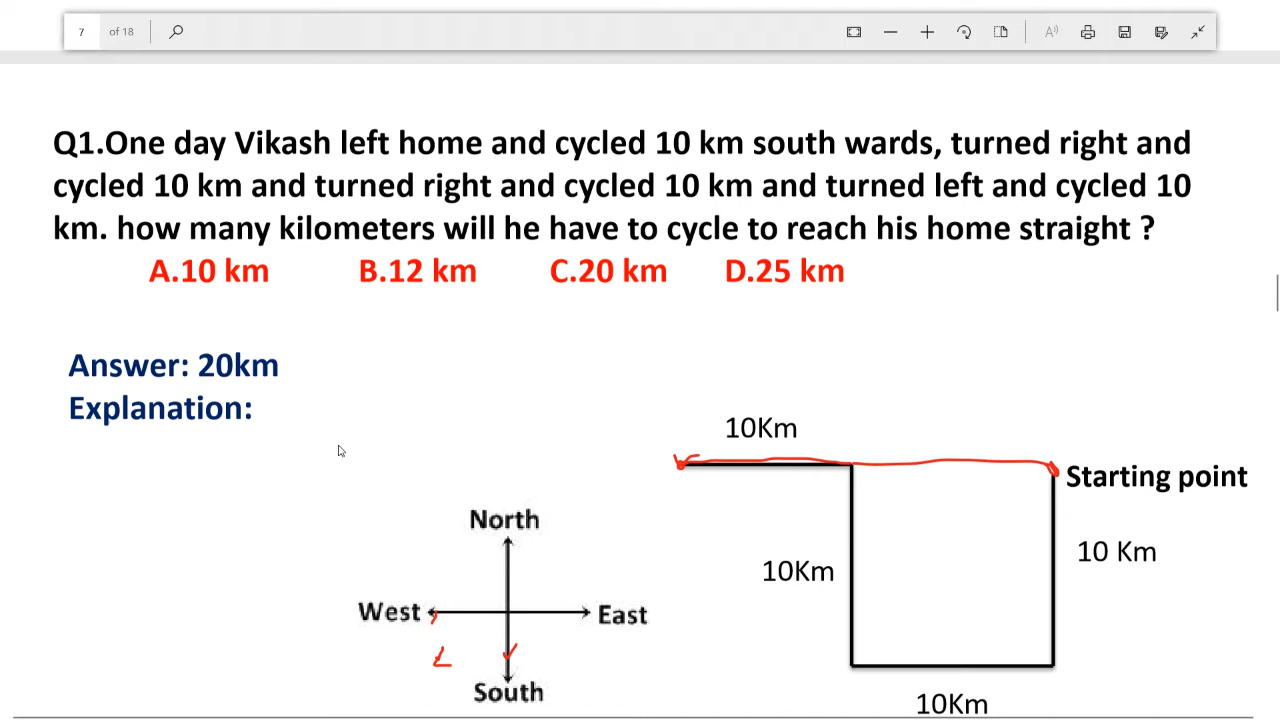 7 of 18
Q1.One day Vikash left home and cycled 10 km south wards, turned right and
cycled 10 km and turned right and cycled 10 km and turned left and cycled 10
km. how many kilometers will he have to cycle to reach his home straight ?
A.10 km B.12 km C.20 km D.25 km
Answer: 20km
Explanation:
10Km
Starting point
North
10 Km
10Km
West East
South
10Km